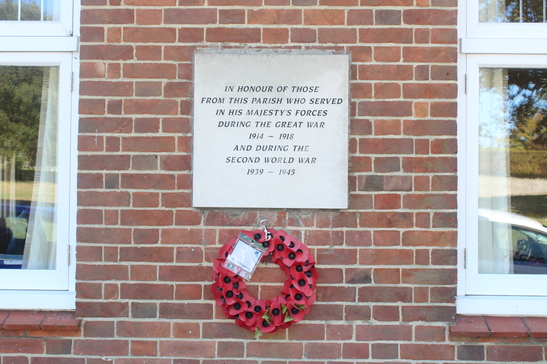 IN HONOUR OF THOSE
FROM THIS PARISH WHO SERVED
IN HIS MAJESTY'S FORCES
DURING THE GREAT WAR
1914 ~ 1918
AND DURING THE
SECOND WORLD WAR
1939 ~ 1945